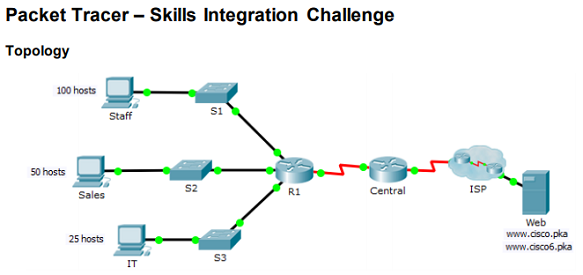 Packet Tracer – Skills Integration Challenge
Topology
100 hosts
Staff
S1
50 hosts
Sales
S2
R1
Central
ISP
Web
www.cisco.pka
www.cisco6.pka
25 hosts
IT
S3